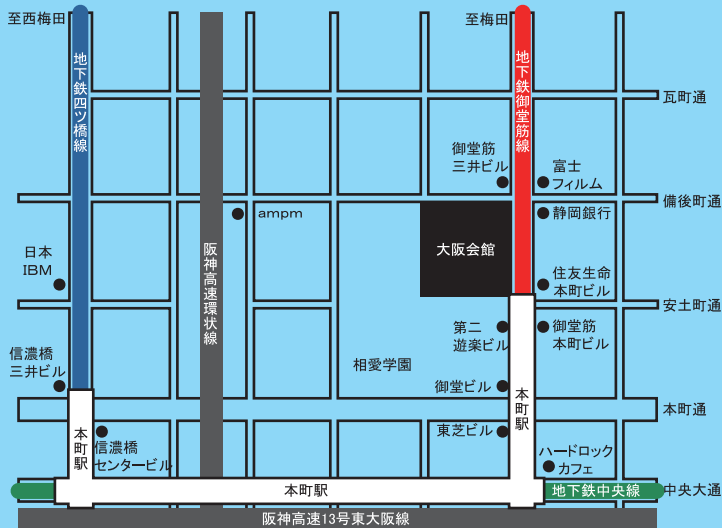 至西梅田
至梅田
地下鉄四ツ橋線
地下鉄御堂筋線
瓦町通
御堂筋
三井ビル
富士
フィルム
備後町通
ampm
静岡銀行
大阪会館
阪神高速環状線
日本
IBM
住友生命
本町ビル
安土町通
第二
遊楽ビル
御堂筋
本町ビル
信濃橋
三井ビル
相愛学園
御堂ビル
本町駅
本町通
東芝ビル
本町駅
信濃橋
センタービル
ハードロック
カフェ
本町駅
地下鉄中央線
中央大通
阪神高速13号東大阪線